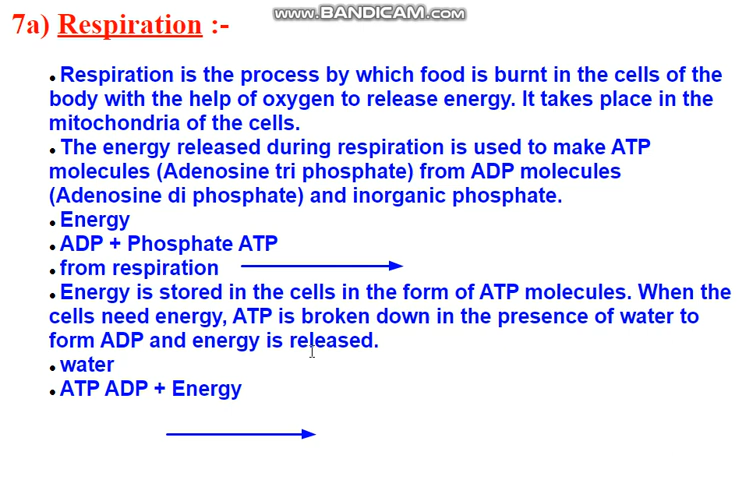 www.BANDICAM.com
7a) Respiration :-
• Respiration is the process by which food is burnt in the cells of the
body with the help of oxygen to release energy. It takes place in the
mitochondria of the cells.
• The energy released during respiration is used to make ATP
molecules (Adenosine tri phosphate) from ADP molecules
(Adenosine di phosphate) and inorganic phosphate.
• Energy
• ADP + Phosphate ATP
• from respiration
• Energy is stored in the cells in the form of ATP molecules. When the
cells need energy, ATP is broken down in the presence of water to
form ADP and energy is released.
• water
• ATP ADP + Energy